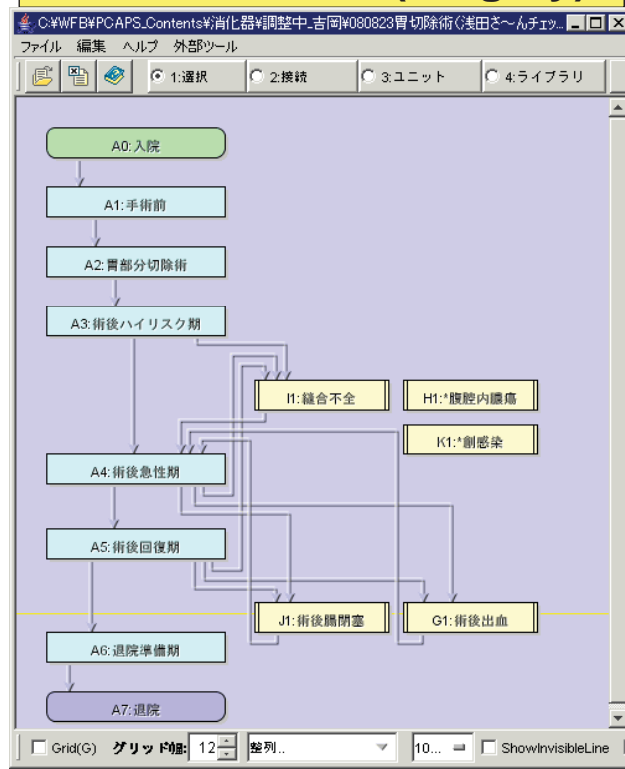 C:¥WFB¥PCAPS_Contents¥消化器¥調整中_吉岡¥080823胃切除術(浅田さ〜んチェッ...
ファイル 編集 ヘルプ 外部ツール
1:選択 2:接続 3:ユニット 4:ライブラリ
A0:入院
A1:手術前
A2:胃部分切除術
A3:術後ハイリスク期
I1:縫合不全 H1:*腹腔内膿瘍
K1:*創感染
A4:術後急性期
A5:術後回復期
J1:術後腸閉塞 G1:術後出血
A6:退院準備期
A7:退院
Grid(G) グリッド幅: 12 整列.. 10... ShowInvisibleLine